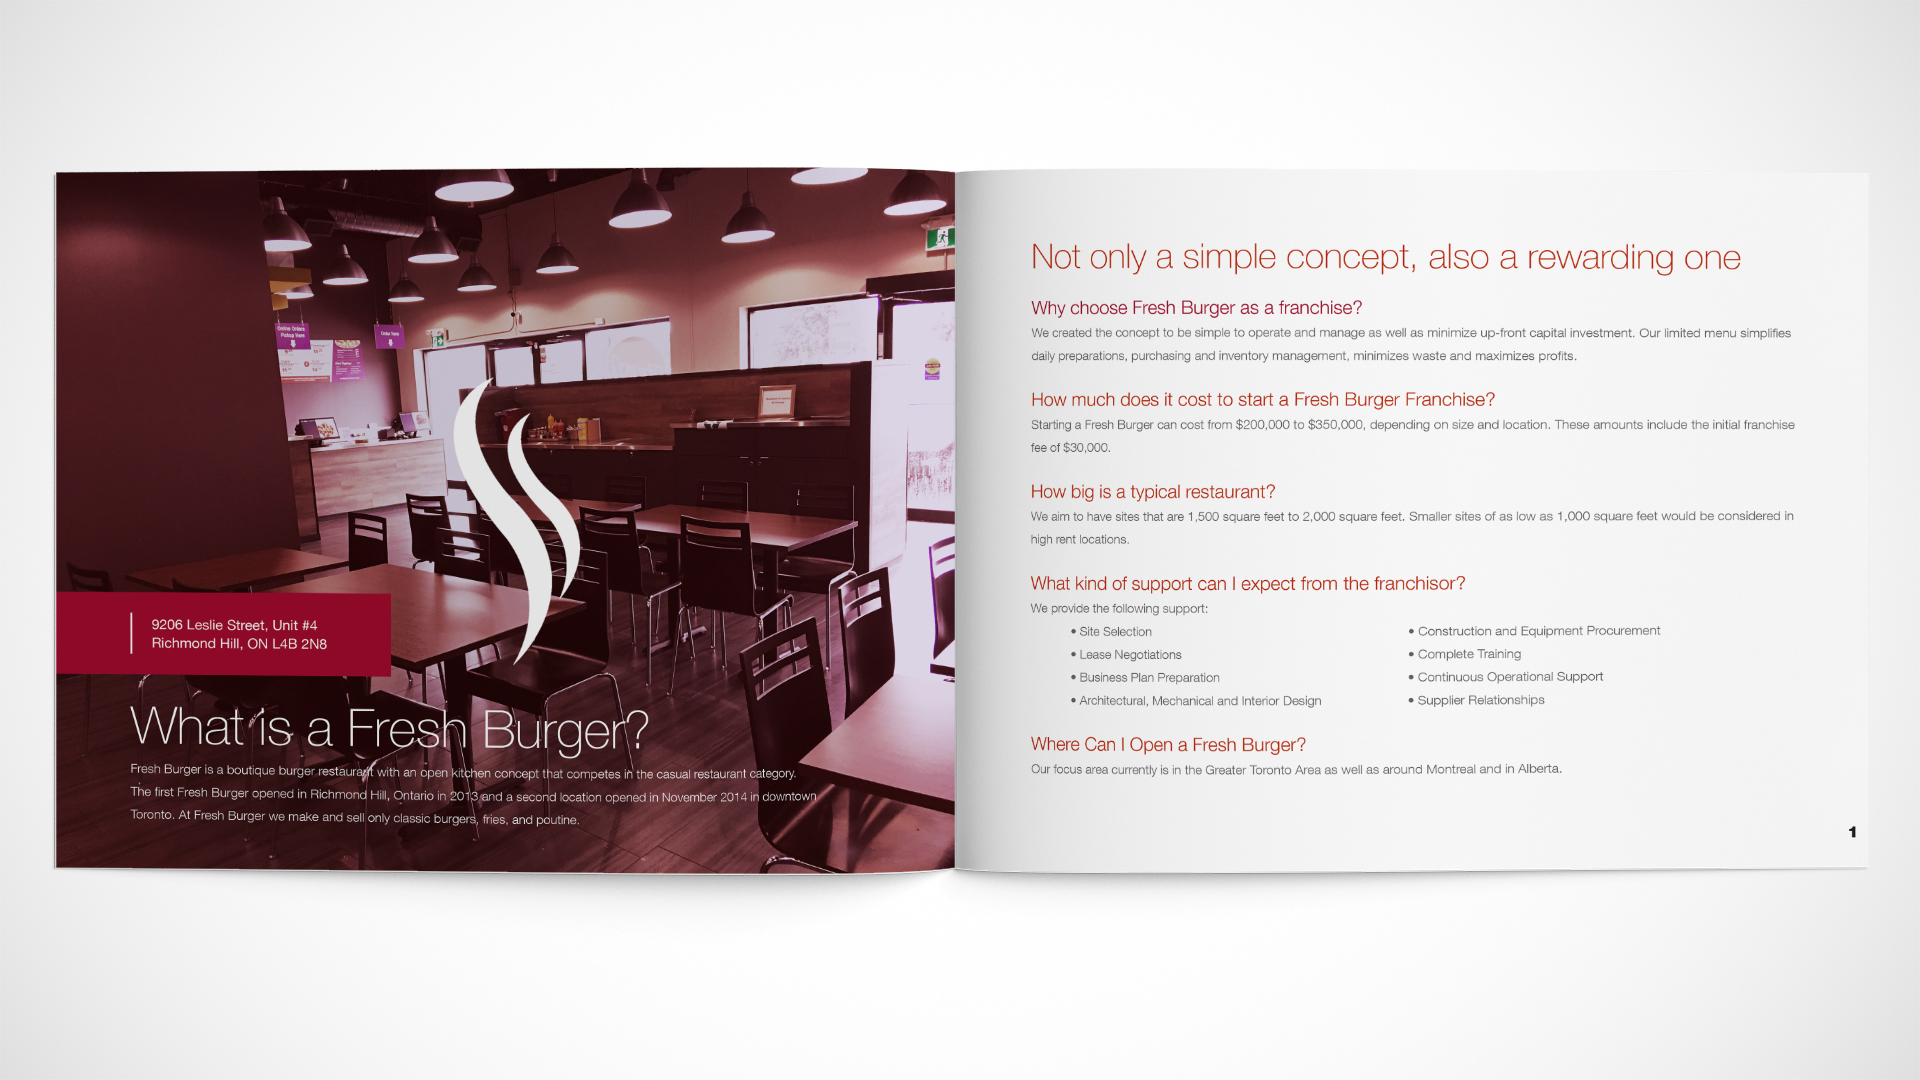 Online Orders
Pickup Here
Order Here
9206 Leslie Street, Unit #4
Richmond Hill, ON L4B 2N8
What is a Fresh Burger?
Fresh Burger is a boutique burger restaurant with an open kitchen concept that competes in the casual restaurant category.
The first Fresh Burger opened in Richmond Hill, Ontario in 2013 and a second location opened in November 2014 in downtown
Toronto. At Fresh Burger we make and sell only classic burgers, fries, and poutine.
Not only a simple concept, also a rewarding one
Why choose Fresh Burger as a franchise?
We created the concept to be simple to operate and manage as well as minimize up-front capital investment. Our limited menu simplifies
daily preparations, purchasing and inventory management, minimizes waste and maximizes profits.
How much does it cost to start a Fresh Burger Franchise?
Starting a Fresh Burger can cost from $200,000 to $350,000, depending on size and location. These amounts include the initial franchise
fee of $30,000.
How big is a typical restaurant?
We aim to have sites that are 1,500 square feet to 2,000 square feet. Smaller sites of as low as 1,000 square feet would be considered in
high rent locations.
What kind of support can I expect from the franchisor?
We provide the following support:
• Site Selection
• Lease Negotiations
• Business Plan Preparation
• Architectural, Mechanical and Interior Design
• Construction and Equipment Procurement
• Complete Training
• Continuous Operational Support
• Supplier Relationships
Where Can I Open a Fresh Burger?
Our focus area currently is in the Greater Toronto Area as well as around Montreal and in Alberta.
1